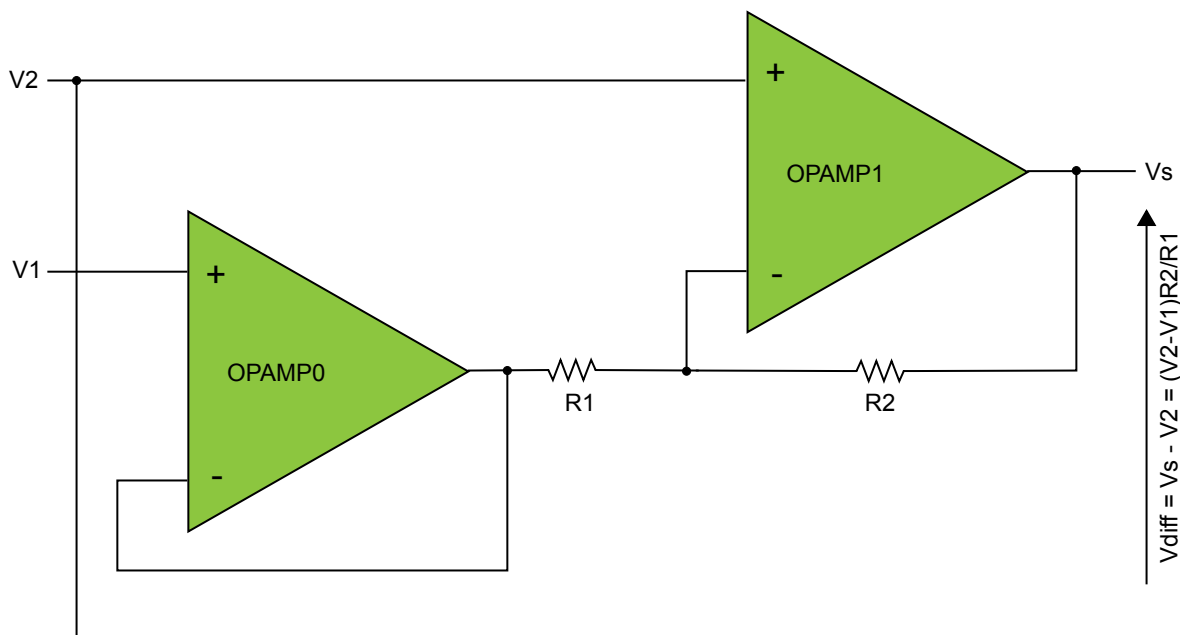 V2
+
OPAMP1
Vs
-
V1
+
OPAMP0
-
R1
R2
Vdiff = Vs - V2 = (V2-V1)R2/R1